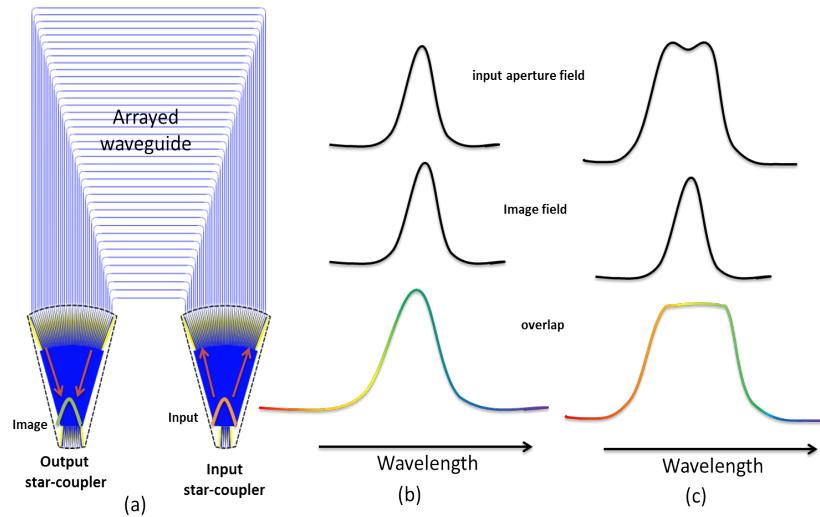 Arrayed
waveguide
Image
Input
Output
star-coupler
Input
star-coupler
(a)
input aperture field
Image field
overlap
Wavelength
(b)
Wavelength
(c)